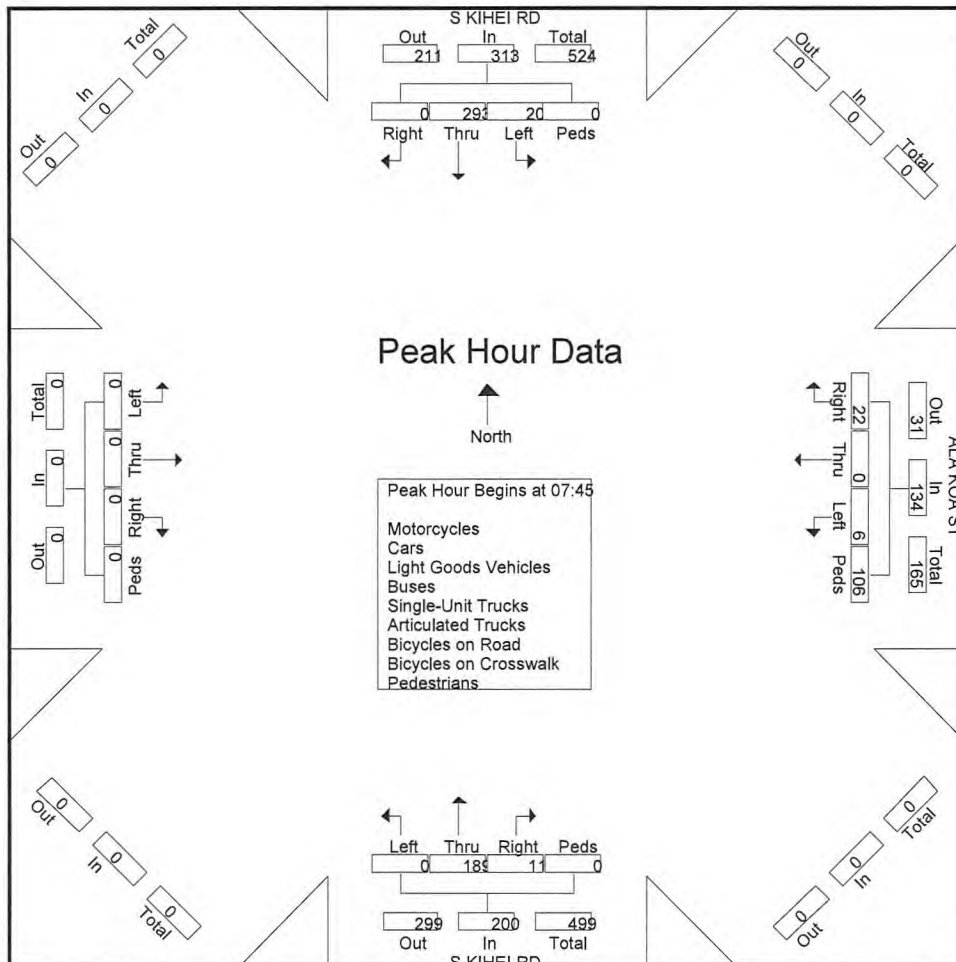 S KIHEI RD
Out In Total
211 313 524
0 293 20 0
Right Thru Left Peds
Total
0
In
0
Out
0
Out
0
In
0
Total
0
Peak Hour Data
North
Peak Hour Begins at 07:45
Motorcycles
Cars
Light Goods Vehicles
Buses
Single-Unit Trucks
Articulated Trucks
Bicycles on Road
Bicycles on Crosswalk
Pedestrians
Total In Out
0 0 0
0 0 0 0
Left Thru Right Peds
Right Thru Left Peds
22 0 6 106
Out In Total
31 134 165
ALA KOA ST
Out
0
In
0
Total
0
Total
0
In
0
Out
0
Left Thru Right Peds
0 189 11 0
299 200 499
Out In Total
S KIHEI RD